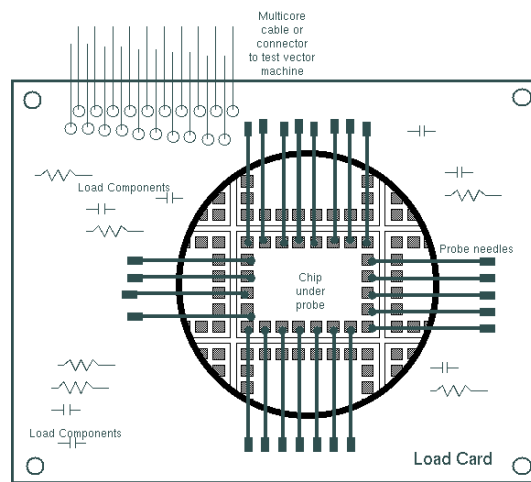 Multicore
cable or
connector
to test vector
machine
Load Components
Probe needles
Chip
under
probe
Load Components
Load Card